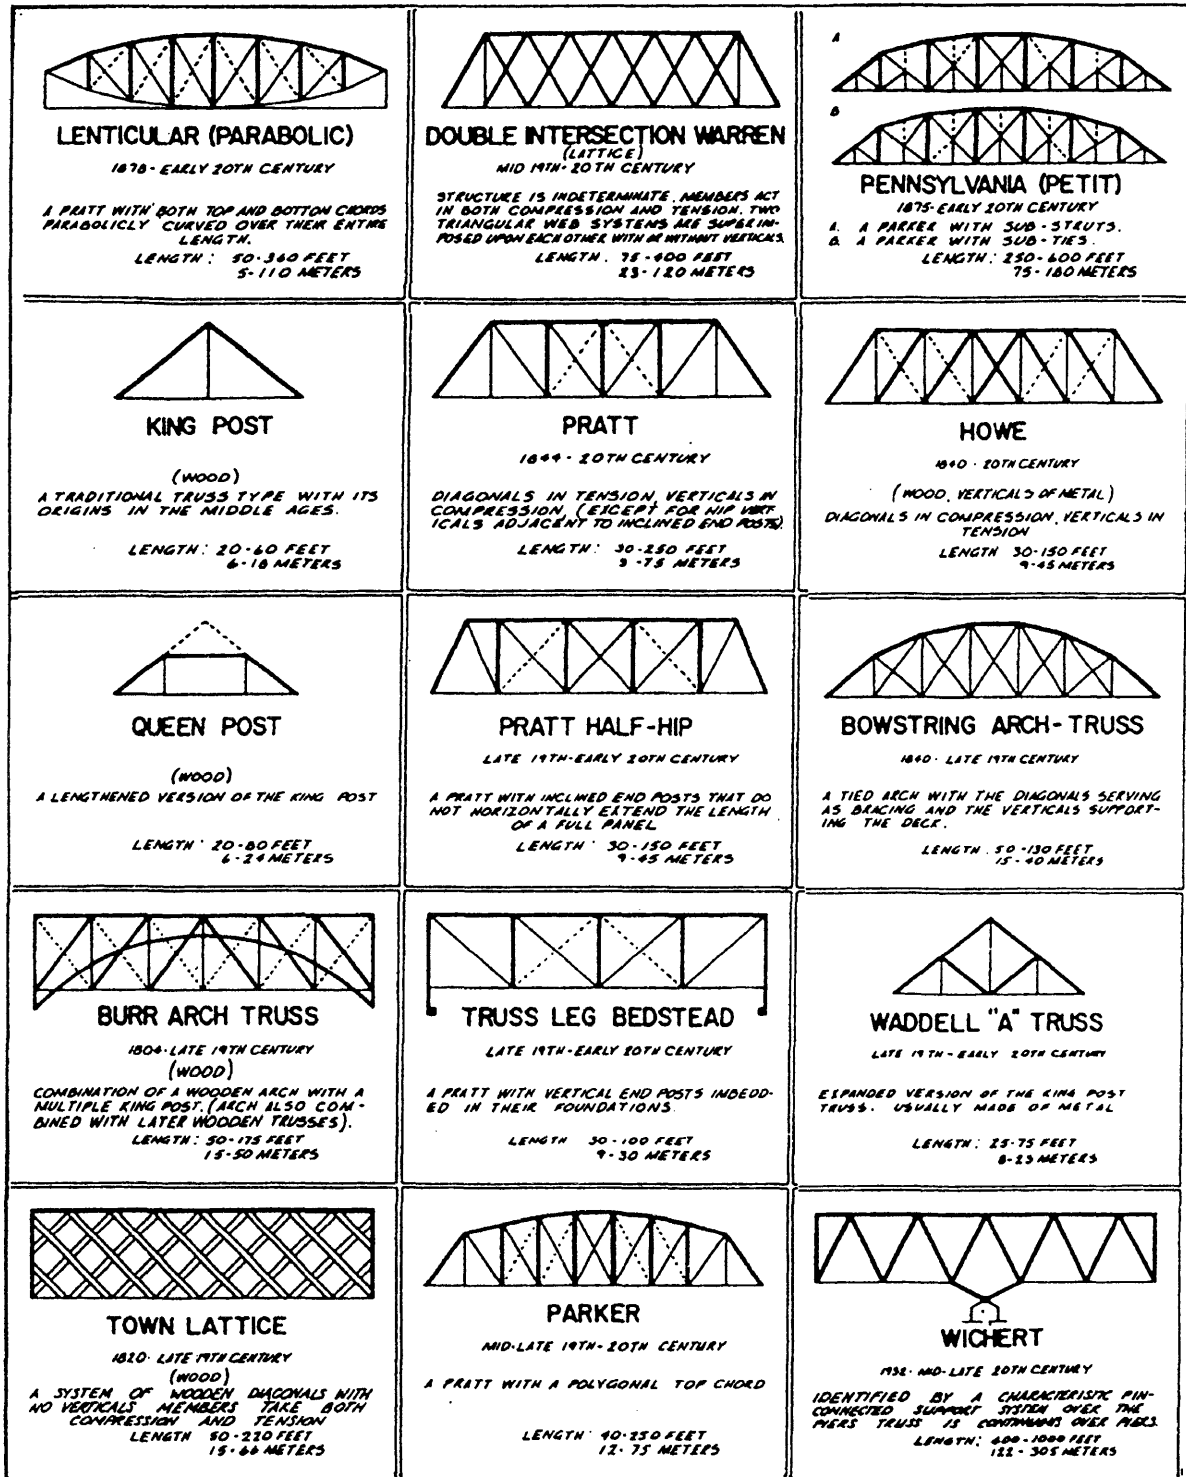 LENTICULAR (PARABOLIC)
1878-EARLY 20TH CENTURY
A PRATT WITH BOTH TOP AND BOTTOM CHORDS
PARABOLICLY CURVED OVER THEIR ENTIRE
LENGTH.
LENGTH: 50-360 FEET
5-110 METERS
DOUBLE INTERSECTION WARREN
(LATTICE)
MID 19TH-20TH CENTURY
STRUCTURE IS INDETERMINATE, MEMBERS ACT
IN BOTH COMPRESSION AND TENSION. TWO
TRIANGULAR WEB SYSTEMS ARE SUPERIM-
POSED UPON EACH OTHER WITH OR WITHOUT VERTICALS.
LENGTH. 75-400 FEET
23-120 METERS
A
B
PENNSYLVANIA (PETIT)
1875-EARLY 20TH CENTURY
A. A PARKER WITH SUB-STRUTS.
B. A PARKER WITH SUB-TIES.
LENGTH: 250-600 FEET
75-180 METERS
KING POST
(WOOD)
A TRADITIONAL TRUSS TYPE WITH ITS
ORIGINS IN THE MIDDLE AGES.
LENGTH: 20-60 FEET
6-18 METERS
PRATT
1844-20TH CENTURY
DIAGONALS IN TENSION, VERTICALS IN
COMPRESSION, (EXCEPT FOR HIP VERT-
ICALS ADJACENT TO INCLINED END POSTS)
LENGTH: 30-250 FEET
9-75 METERS
HOWE
1840-20TH CENTURY
(WOOD, VERTICALS OF METAL)
DIAGONALS IN COMPRESSION, VERTICALS IN
TENSION
LENGTH 30-150 FEET
9-45 METERS
QUEEN POST
(WOOD)
A LENGTHENED VERSION OF THE KING POST
LENGTH: 20-80 FEET
6-24 METERS
PRATT HALF-HIP
LATE 19TH-EARLY 20TH CENTURY
A PRATT WITH INCLINED END POSTS THAT DO
NOT HORIZONTALLY EXTEND THE LENGTH
OF A FULL PANEL
LENGTH: 30-150 FEET
9-45 METERS
BOWSTRING ARCH-TRUSS
1840-LATE 19TH CENTURY
A TIED ARCH WITH THE DIAGONALS SERVING
AS BRACING AND THE VERTICALS SUPPORT-
ING THE DECK.
LENGTH: 50-130 FEET
15-40 METERS
BURR ARCH TRUSS
1804-LATE 19TH CENTURY
(WOOD)
COMBINATION OF A WOODEN ARCH WITH A
MULTIPLE KING POST. (ARCH ALSO COM-
BINED WITH LATER WOODEN TRUSSES).
LENGTH: 50-175 FEET
15-50 METERS
TRUSS LEG BEDSTEAD
LATE 19TH-EARLY 20TH CENTURY
A PRATT WITH VERTICAL END POSTS IMBEDD-
ED IN THEIR FOUNDATIONS.
LENGTH 30-100 FEET
9-30 METERS
WADDELL "A" TRUSS
LATE 19TH-EARLY 20TH CENTURY
EXPANDED VERSION OF THE KING POST
TRUSS. USUALLY MADE OF METAL
LENGTH: 25-75 FEET
8-23 METERS
TOWN LATTICE
1820-LATE 19TH CENTURY
(WOOD)
A SYSTEM OF WOODEN DIAGONALS WITH
NO VERTICALS MEMBERS TAKE BOTH
COMPRESSION AND TENSION
LENGTH 50-220 FEET
15-66 METERS
PARKER
MID-LATE 19TH-20TH CENTURY
A PRATT WITH A POLYGONAL TOP CHORD
LENGTH: 40-250 FEET
12-75 METERS
WICHERT
1932-MID-LATE 20TH CENTURY
IDENTIFIED BY A CHARACTERISTIC PIN-
CONNECTED SUPPORT SYSTEM OVER THE
PIERS TRUSS IS CONTINUOUS OVER PIERS.
LENGTH: 400-1000 FEET
122-305 METERS